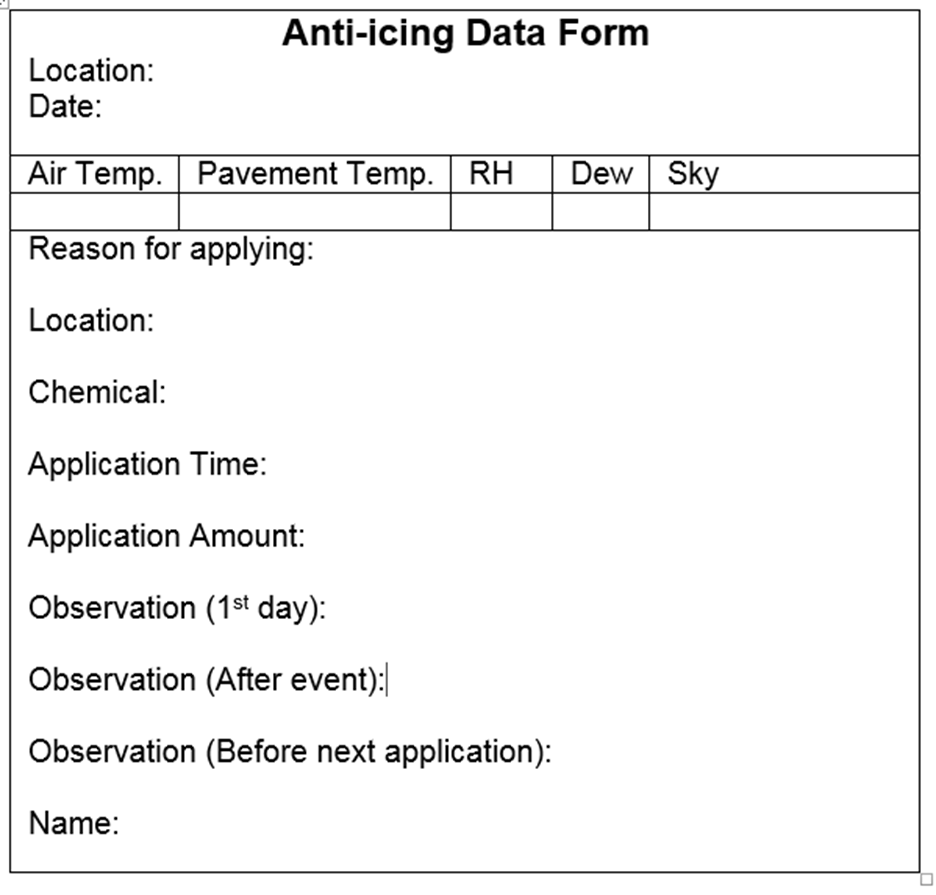 Anti-icing Data Form
Location:
Date:
Air Temp. Pavement Temp. RH Dew Sky
Reason for applying:
Location:
Chemical:
Application Time:
Application Amount:
Observation (1st day):
Observation (After event):
Observation (Before next application):
Name: